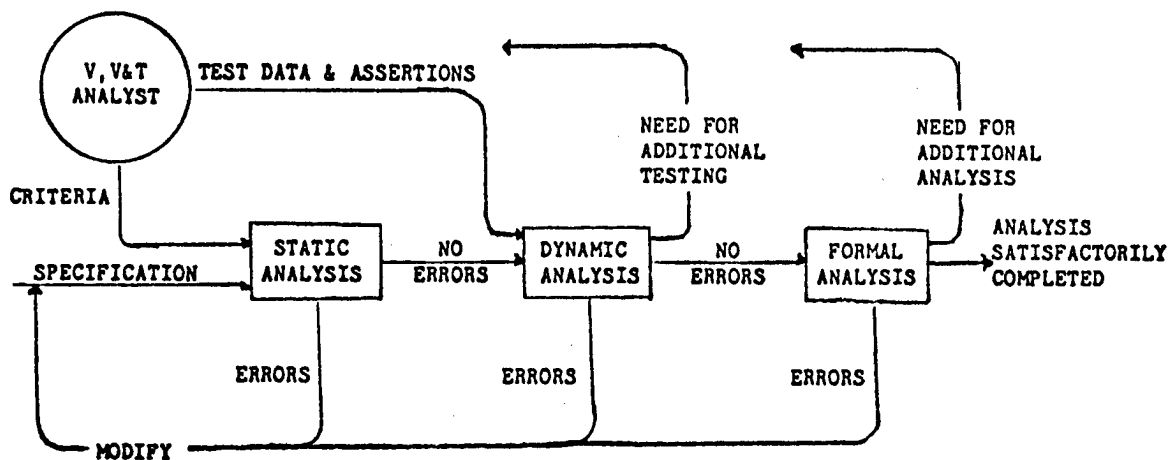 V, V&T
ANALYST
TEST DATA & ASSERTIONS
NEED FOR
ADDITIONAL
TESTING
NEED FOR
ADDITIONAL
ANALYSIS
CRITERIA
STATIC
ANALYSIS
NO
ERRORS
DYNAMIC
ANALYSIS
NO
ERRORS
FORMAL
ANALYSIS
ANALYSIS
SATISFACTORILY
COMPLETED
SPECIFICATION
ERRORS
ERRORS
ERRORS
MODIFY